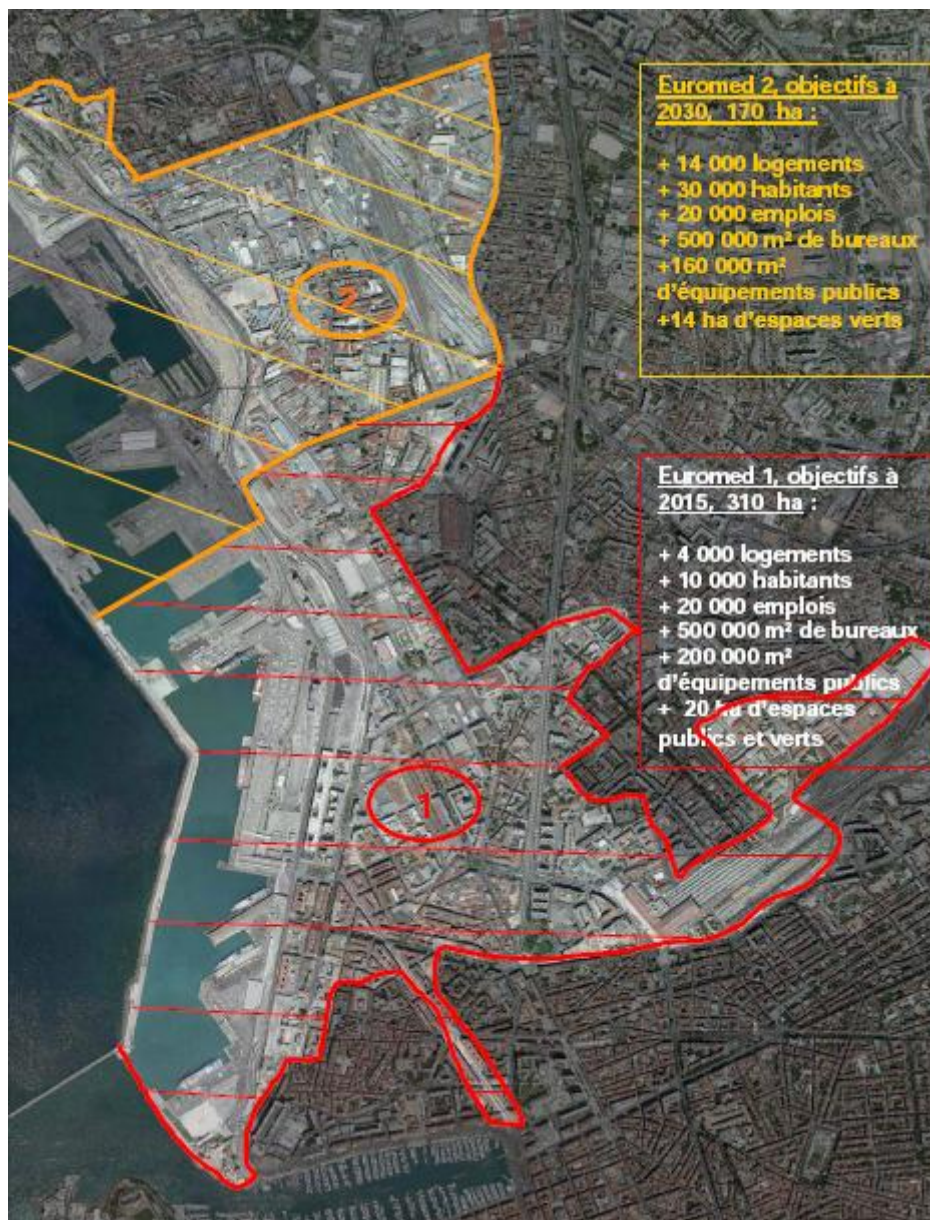 Euromed 2, objectifs à
2030, 170 ha :
+ 14 000 logements
+ 30 000 habitants
+ 20 000 emplois
+ 500 000 m² de bureaux
+160 000 m²
d'équipements publics
+14 ha d'espaces verts
2
Euromed 1, objectifs à
2015, 310 ha :
+ 4 000 logements
+ 10 000 habitants
+ 20 000 emplois
+ 500 000 m² de bureaux
+ 200 000 m²
d'équipements publics
+ 20 ha d'espaces
publics et verts
1